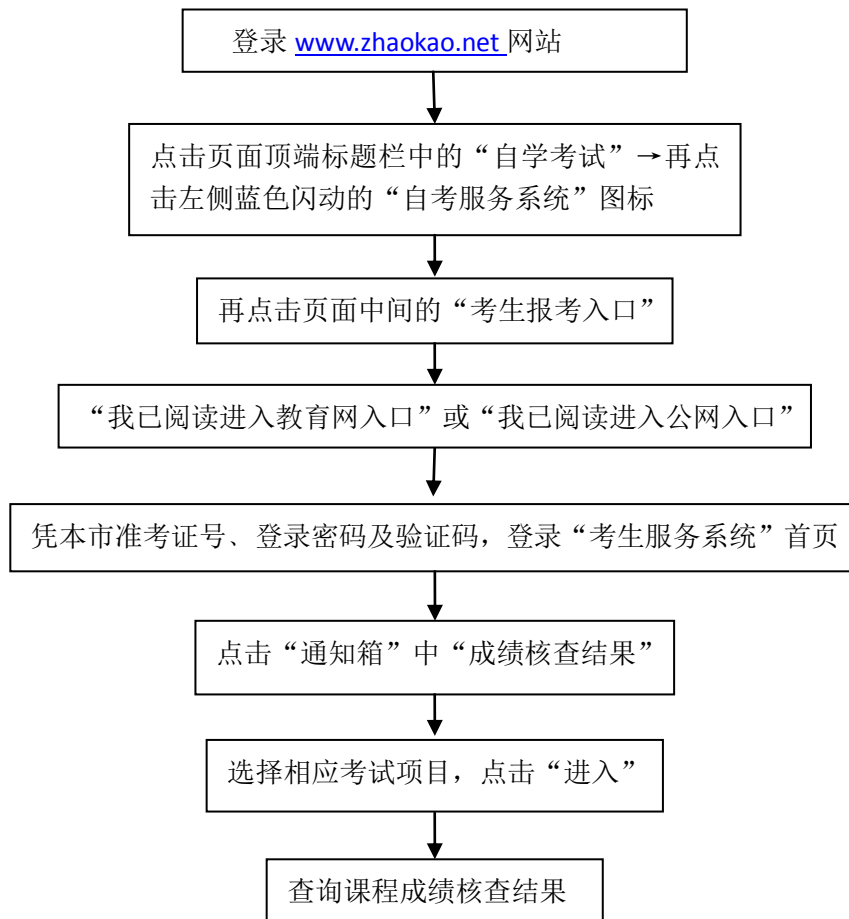 登录 www.zhaokao.net 网站
点击页面顶端标题栏中的“自学考试”→再点
击左侧蓝色闪动的“自考服务系统”图标
再点击页面中间的“考生报考入口”
“我已阅读进入教育网入口”或“我已阅读进入公网入口”
凭本市准考证号、登录密码及验证码，登录“考生服务系统”首页
点击“通知箱”中“成绩核查结果”
选择相应考试项目，点击“进入”
查询课程成绩核查结果